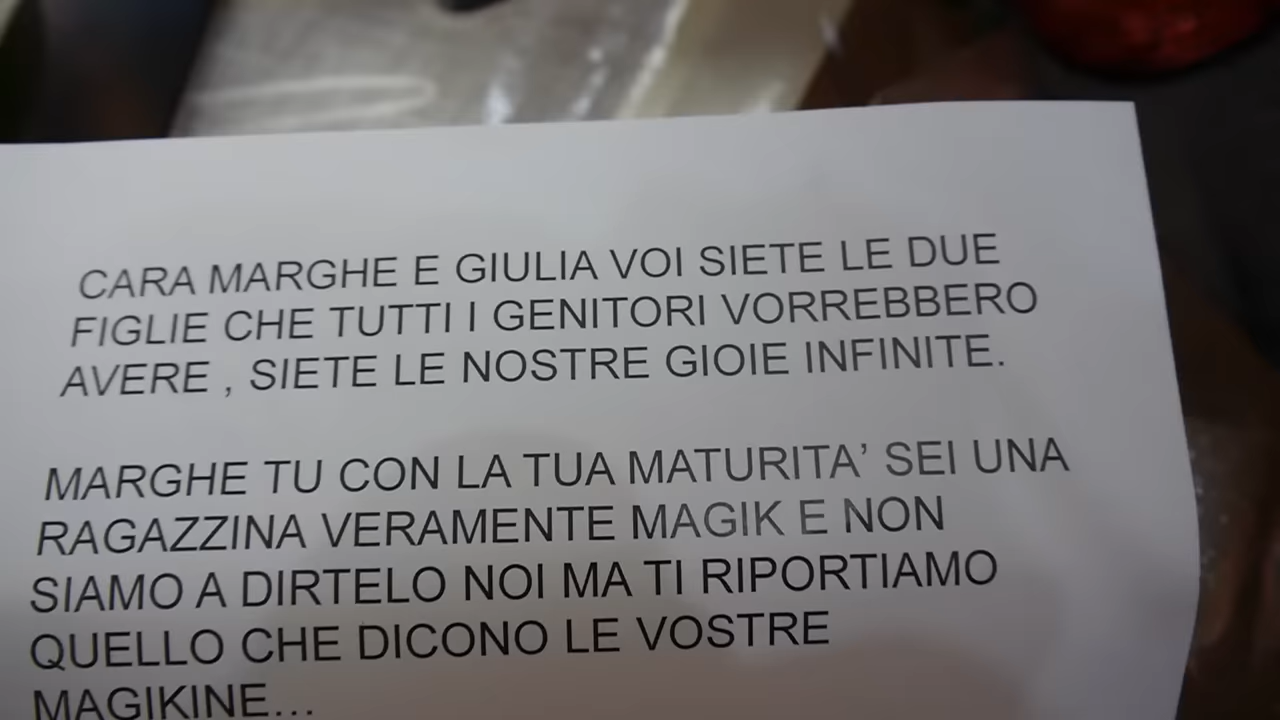 CARA MARGHE E GIULIA VOI SIETE LE DUE
FIGLIE CHE TUTTI I GENITORI VORREBBERO
AVERE , SIETE LE NOSTRE GIOIE INFINITE.
MARGHE TU CON LA TUA MATURITA’ SEI UNA
RAGAZZINA VERAMENTE MAGIK E NON
SIAMO A DIRTELO NOI MA TI RIPORTIAMO
QUELLO CHE DICONO LE VOSTRE
MAGIKINE...